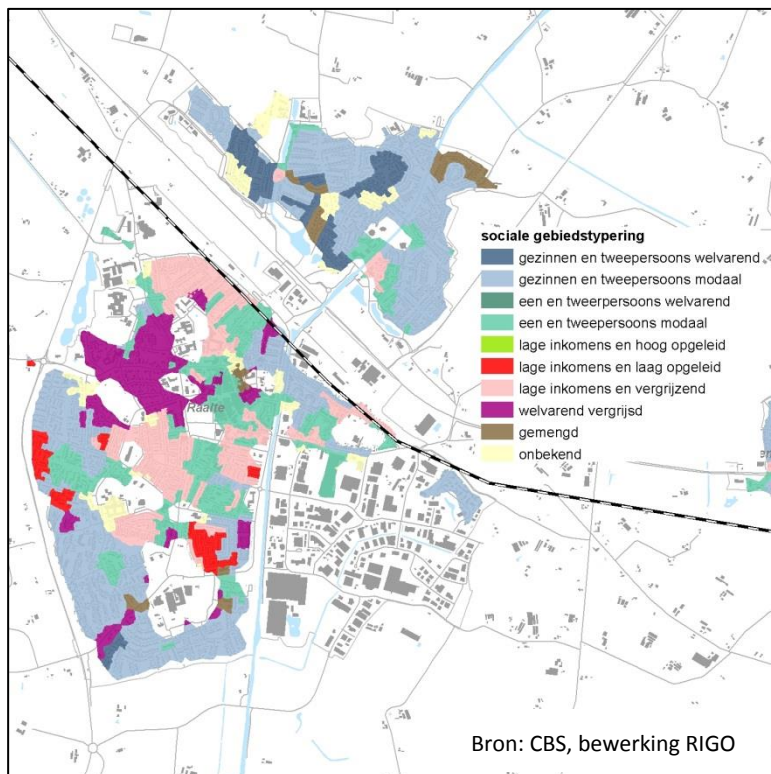 sociale gebiedstypering
gezinnen en tweepersoons welvarend
gezinnen en tweepersoons modaal
een en tweerpersoons welvarend
een en tweepersoons modaal
lage inkomens en hoog opgeleid
lage inkomens en laag opgeleid
lage inkomens en vergrijzend
welvarend vergrijsd
gemengd
onbekend
Raalte
Bron: CBS, bewerking RIGO